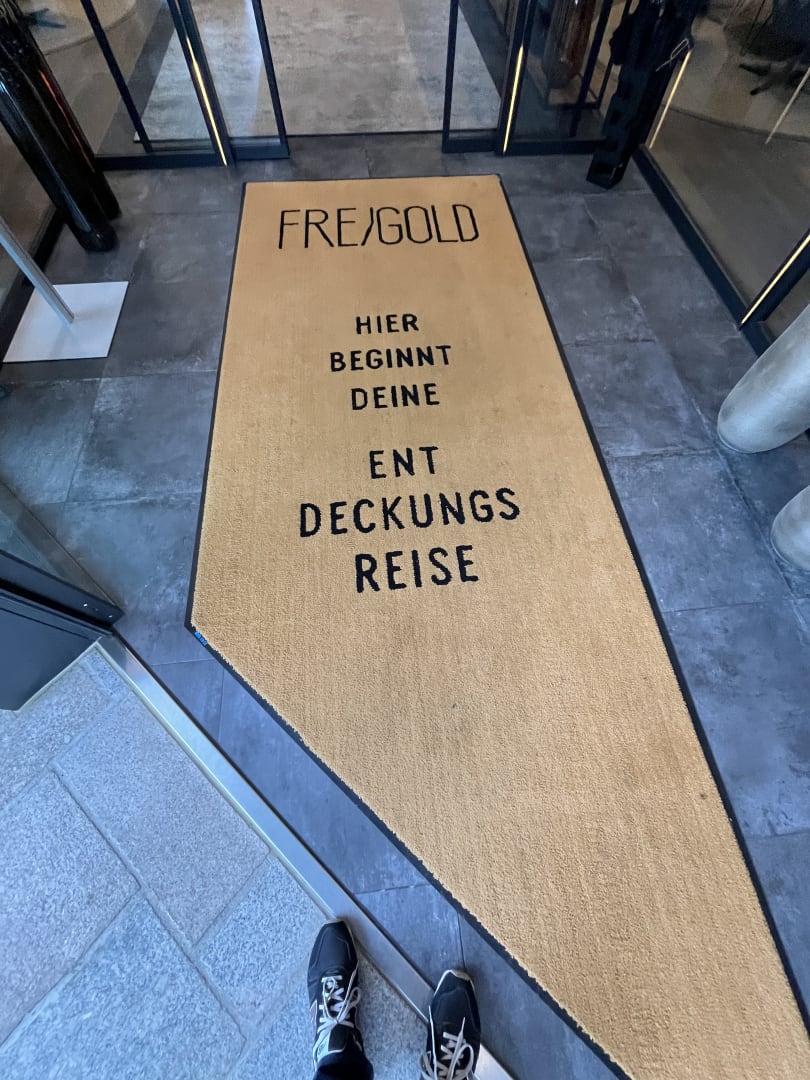 FRE/GOLD
HIER
BEGINNT
DEINE
ENT
DECKUNGS
REISE